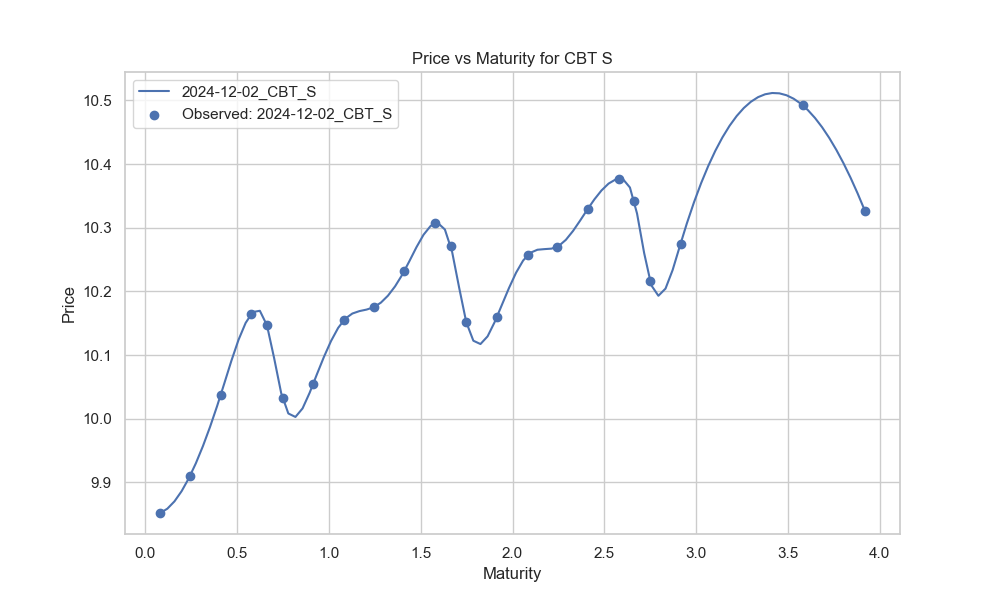 Price vs Maturity for CBT S
2024-12-02_CBT_S
Observed: 2024-12-02_CBT_S
Price
10.5
10.4
10.3
10.2
10.1
10.0
9.9
0.0 0.5 1.0 1.5 2.0 2.5 3.0 3.5 4.0
Maturity